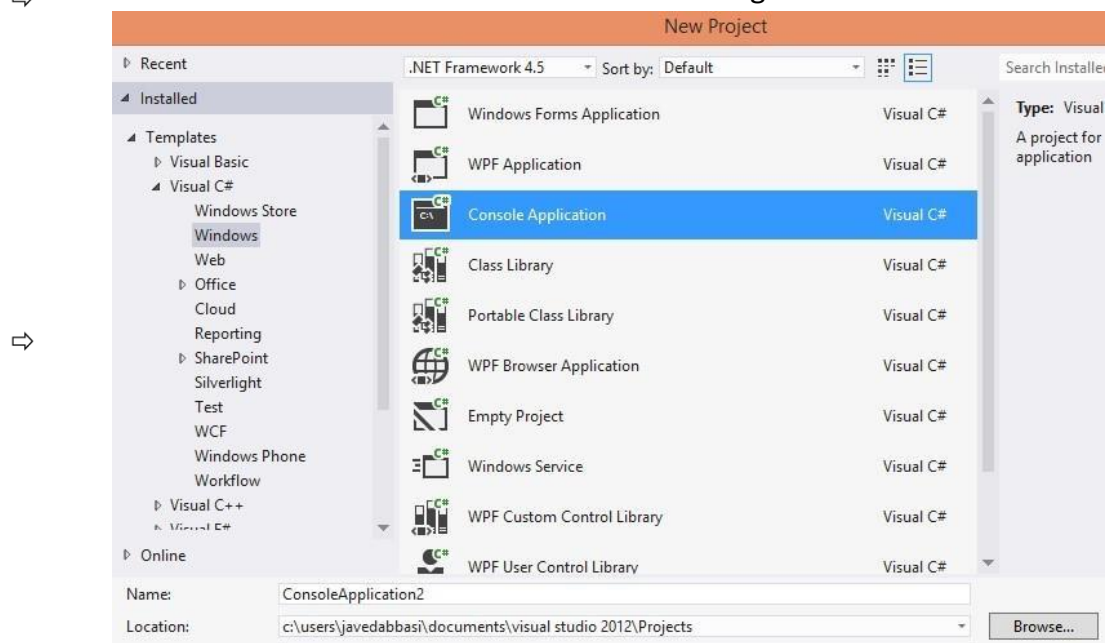 New Project
Recent
.NET Framework 4.5 Sort by: Default
Search Installed
Installed
Templates
Visual Basic
Visual C#
Windows Store
Windows
Web
Office
Cloud
Reporting
SharePoint
Silverlight
Test
WCF
Windows Phone
Workflow
Visual C++
Online
Windows Forms Application Visual C#
WPF Application Visual C#
Console Application Visual C#
Class Library Visual C#
Portable Class Library Visual C#
WPF Browser Application Visual C#
Empty Project Visual C#
Windows Service Visual C#
WPF Custom Control Library Visual C#
WPF User Control Library Visual C#
Type: Visual
A project for
application
Name: ConsoleApplication2
Location: c:\users\javedabbasi\documents\visual studio 2012\Projects Browse...